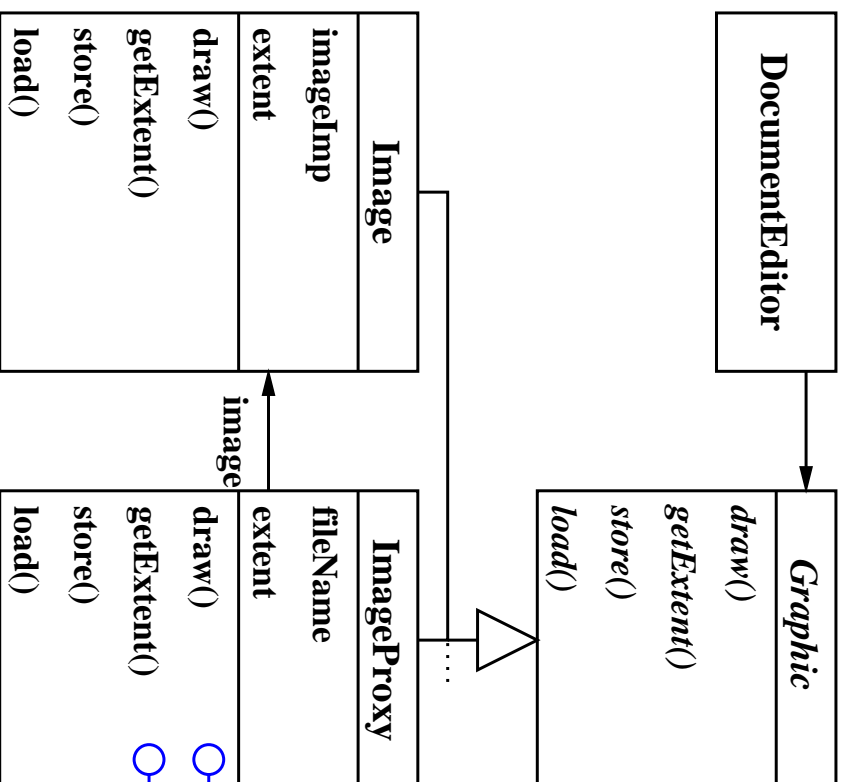 DocumentEditor
Graphic
draw()
getExtent()
store()
load()
Image
imageImp
extent
draw()
getExtent()
store()
load()
image
ImageProxy
fileName
extent
draw()
getExtent()
store()
load()